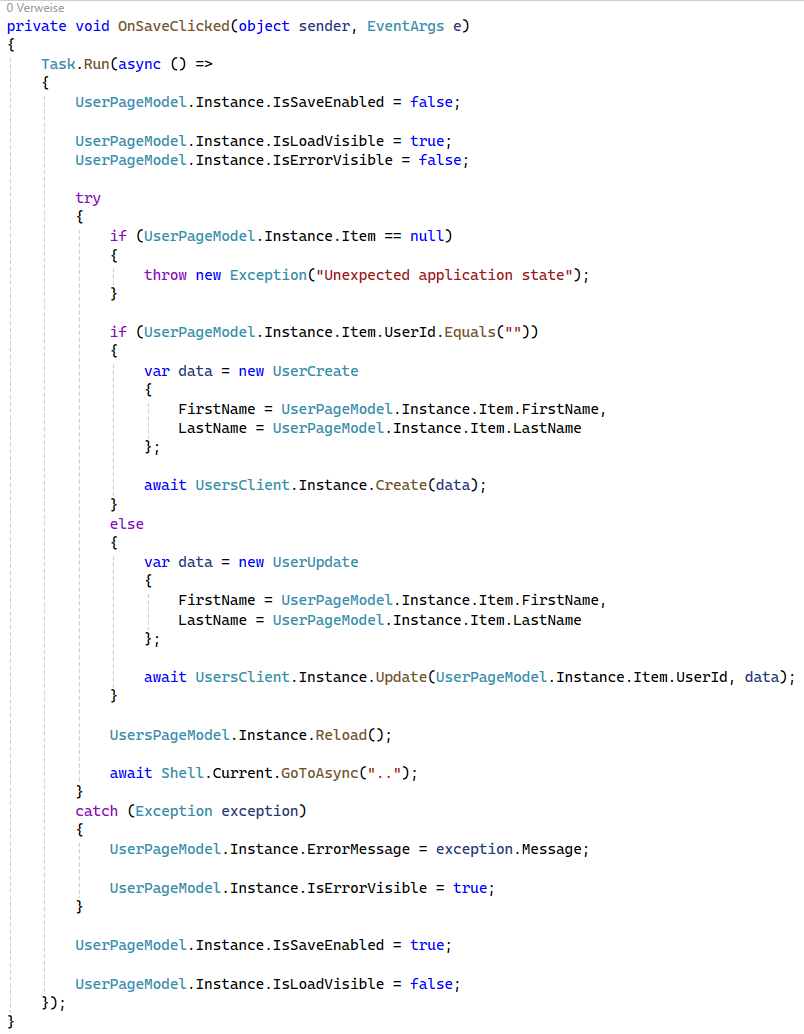 0 Verweise
private void OnSaveClicked(object sender, EventArgs e)
{
    Task.Run(async () =>
    {
        UserPageModel.Instance.IsSaveEnabled = false;

        UserPageModel.Instance.IsLoadVisible = true;
        UserPageModel.Instance.IsErrorVisible = false;

        try
        {
            if (UserPageModel.Instance.Item == null)
            {
                throw new Exception("Unexpected application state");
            }

            if (UserPageModel.Instance.Item.UserId.Equals(""))
            {
                var data = new UserCreate
                {
                    FirstName = UserPageModel.Instance.Item.FirstName,
                    LastName = UserPageModel.Instance.Item.LastName
                };

                await UsersClient.Instance.Create(data);
            }
            else
            {
                var data = new UserUpdate
                {
                    FirstName = UserPageModel.Instance.Item.FirstName,
                    LastName = UserPageModel.Instance.Item.LastName
                };

                await UsersClient.Instance.Update(UserPageModel.Instance.Item.UserId, data);
            }

            UsersPageModel.Instance.Reload();

            await Shell.Current.GoToAsync("..");
        }
        catch (Exception exception)
        {
            UserPageModel.Instance.ErrorMessage = exception.Message;

            UserPageModel.Instance.IsErrorVisible = true;
        }

        UserPageModel.Instance.IsSaveEnabled = true;

        UserPageModel.Instance.IsLoadVisible = false;
    });
}